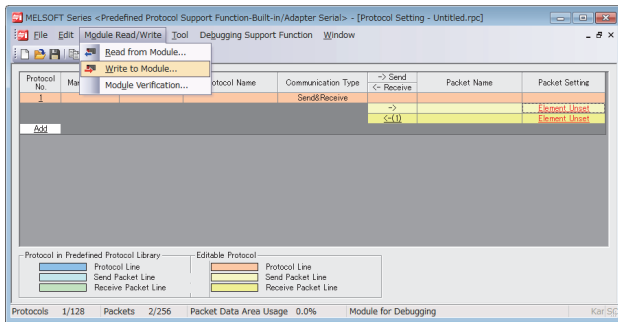 MELSOFT Series <Predefined Protocol Support Function-Built-in/Adapter Serial> - [Protocol Setting - Untitled.rpc]
File Edit Module Read/Write Tool Debugging Support Function Window
Read from Module...
Write to Module...
Module Verification...
Protocol No. Protocol Name Communication Type -> Send <- Receive Packet Name Packet Setting
1 Send&Receive
-> Element Unset
<-(1) Element Unset
Add
Protocol in Predefined Protocol Library Editable Protocol
Protocol Line Protocol Line
Send Packet Line Send Packet Line
Receive Packet Line Receive Packet Line
Protocols 1/128 Packets 2/256 Packet Data Area Usage 0.0% Module for Debugging